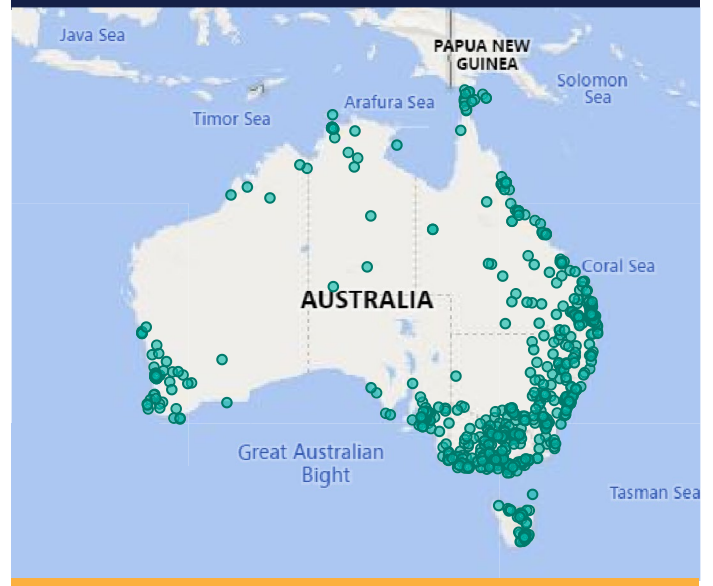 Java Sea
PAPUA NEW
GUINEA
Solomon
Sea
Arafura Sea
Timor Sea
Coral Sea
AUSTRALIA
Great Australian
Bight
Tasman Sea